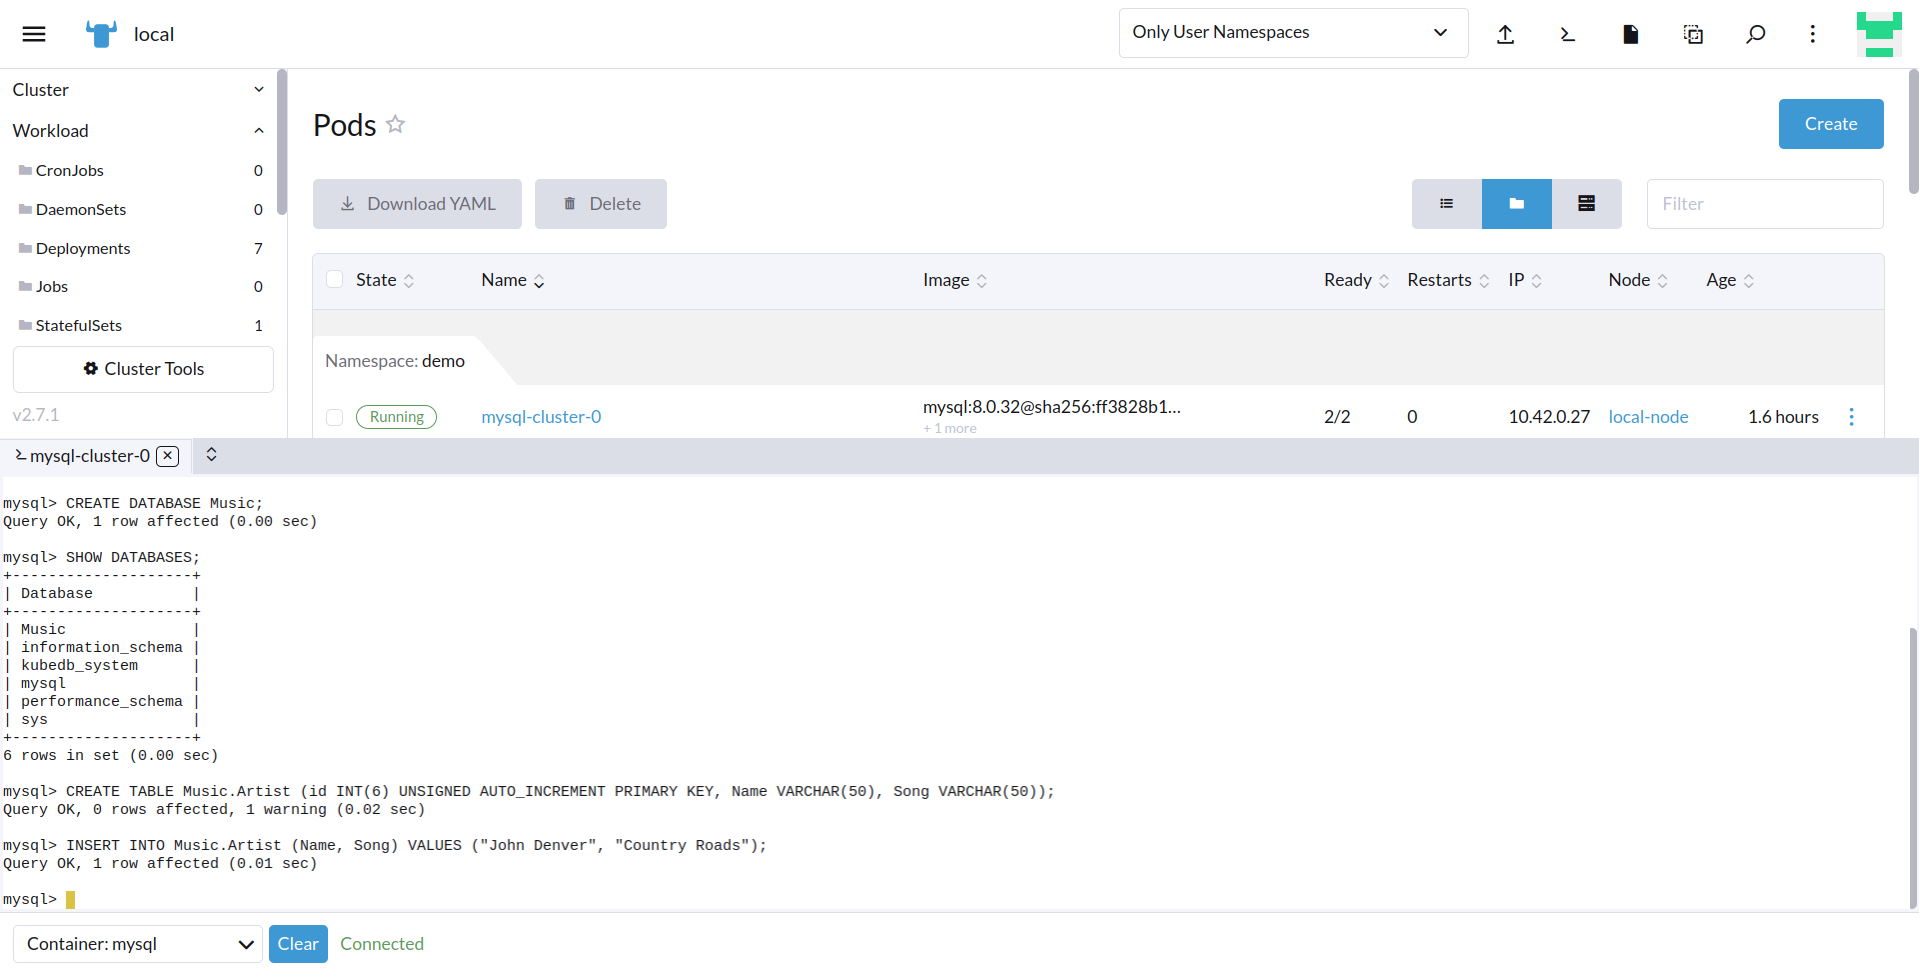 local
Only User Namespaces
Cluster
Workload
CronJobs 0
DaemonSets 0
Deployments 7
Jobs 0
StatefulSets 1
Cluster Tools
v2.7.1
Pods
Create
Download YAML
Delete
Filter
State Name Image Ready Restarts IP Node Age
Namespace: demo
Running mysql-cluster-0 mysql:8.0.32@sha256:ff3828b1... 2/2 0 10.42.0.27 local-node 1.6 hours
+ 1 more
mysql-cluster-0
mysql> CREATE DATABASE Music;
Query OK, 1 row affected (0.00 sec)
mysql> SHOW DATABASES;
+--------------------+
| Database           |
+--------------------+
| Music              |
| information_schema |
| kubedb_system      |
| mysql              |
| performance_schema |
| sys                |
+--------------------+
6 rows in set (0.00 sec)
mysql> CREATE TABLE Music.Artist (id INT(6) UNSIGNED AUTO_INCREMENT PRIMARY KEY, Name VARCHAR(50), Song VARCHAR(50));
Query OK, 0 rows affected, 1 warning (0.02 sec)
mysql> INSERT INTO Music.Artist (Name, Song) VALUES ("John Denver", "Country Roads");
Query OK, 1 row affected (0.01 sec)
mysql>
Container: mysql
Clear
Connected